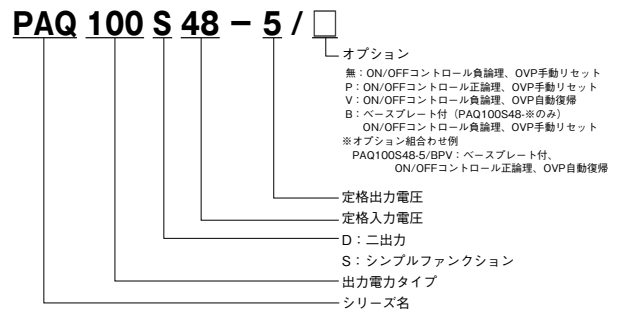 PAQ 100 S 48 − 5 / □
オプション
無：ON/OFFコントロール負論理、OVP手動リセット
P：ON/OFFコントロール正論理、OVP手動リセット
V：ON/OFFコントロール負論理、OVP自動復帰
B：ベースプレート付（PAQ100S48-※のみ）
ON/OFFコントロール負論理、OVP手動リセット
※オプション組合わせ例
PAQ100S48-5/BPV：ベースプレート付、
ON/OFFコントロール正論理、OVP自動復帰
定格出力電圧
定格入力電圧
D：二出力
S：シンプルファンクション
出力電力タイプ
シリーズ名